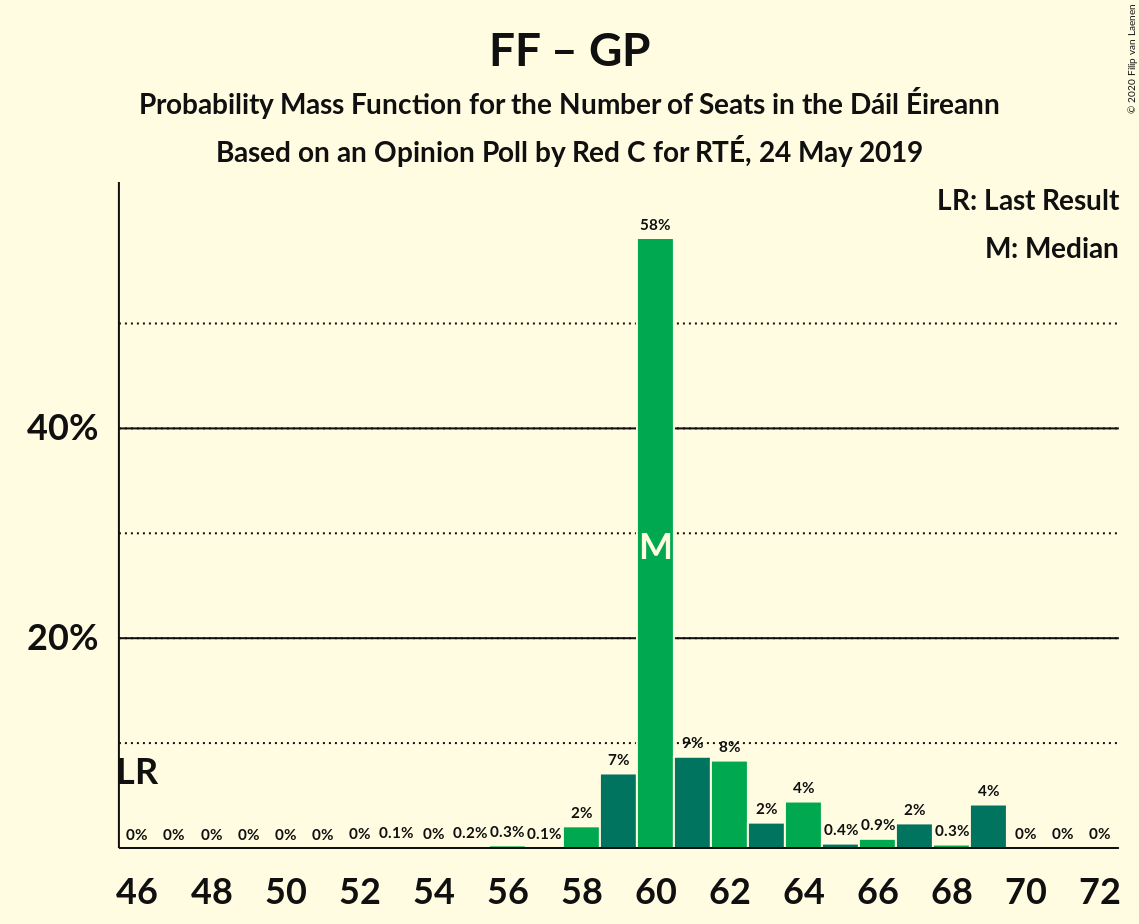 FF – GP
Probability Mass Function for the Number of Seats in the Dáil Éireann
Based on an Opinion Poll by Red C for RTÉ, 24 May 2019
© 2020 Filip van Laenen
LR: Last Result
M: Median
58%
40%
M
20%
9% 8%
7%
LR
4% 4%
2% 2% 2%
0% 0% 0% 0% 0% 0% 0% 0.1% 0% 0.2% 0.3% 0.1% 0.4% 0.9% 0.3% 0% 0% 0%
46 48 50 52 54 56 58 60 62 64 66 68 70 72